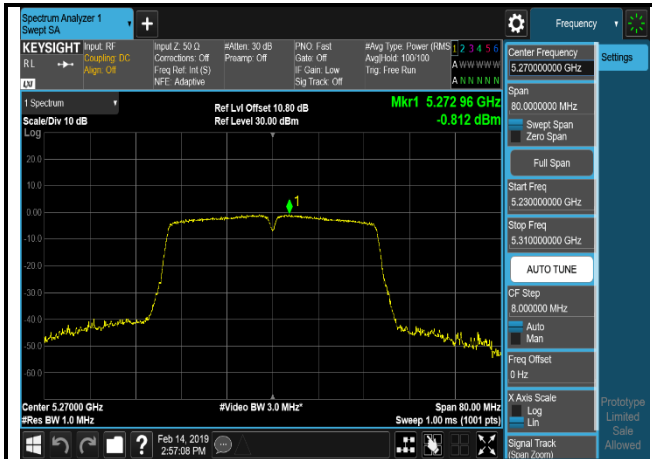 Spectrum Analyzer 1
Swept SA
+
Frequency
KEYSIGHT
RL
LXI
Input: RF
Coupling: DC
Align: Off
Input Z: 50 Ω
Corrections: Off
Freq Ref: Int (S)
NFE: Adaptive
#Atten: 30 dB
Preamp: Off
PNO: Fast
Gate: Off
IF Gain: Low
Sig Track: Off
#Avg Type: Power (RMS
Avg|Hold: 100/100
Trig: Free Run
1 2 3 4 5 6
A W W W W W
A N N N N N
1 Spectrum
Scale/Div 10 dB
Log
Ref Lvl Offset 10.80 dB
Ref Level 30.00 dBm
Mkr1 5.272 96 GHz
-0.812 dBm
20.0
10.0
0.00
-10.0
-20.0
-30.0
-40.0
-50.0
-60.0
1
Center 5.27000 GHz
#Res BW 1.0 MHz
#Video BW 3.0 MHz*
Span 80.00 MHz
Sweep 1.00 ms (1001 pts)
?
Feb 14, 2019
2:57:08 PM
Center Frequency
5.270000000 GHz
Span
80.0000000 MHz
Swept Span
Zero Span
Full Span
Start Freq
5.230000000 GHz
Stop Freq
5.310000000 GHz
AUTO TUNE
CF Step
8.000000 MHz
Auto
Man
Freq Offset
0 Hz
X Axis Scale
Log
Lin
Signal Track
(Span Zoom)
Settings
Prototype
Limited
Sale
Allowed